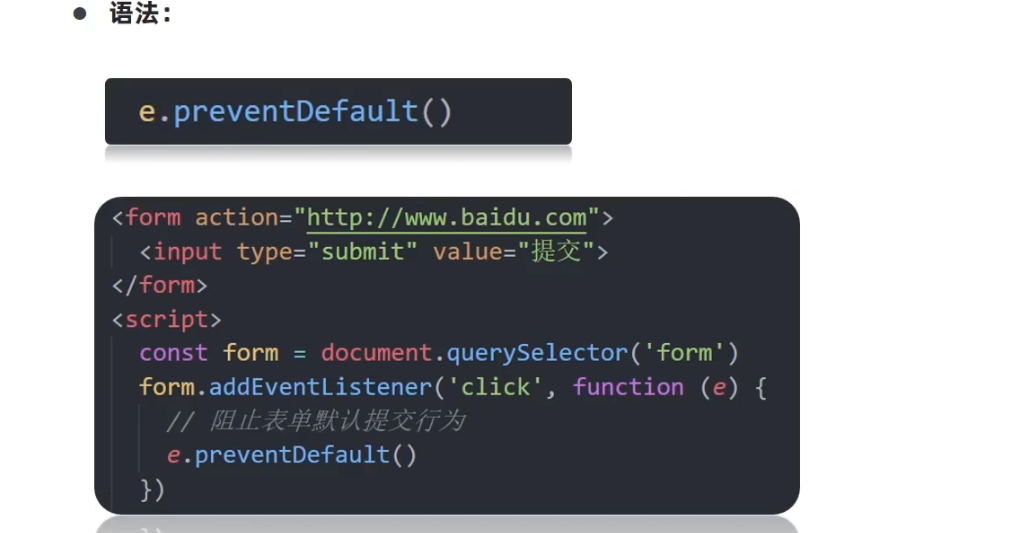 ● 语法：
e.preventDefault()
<form action="http://www.baidu.com">
  <input type="submit" value="提交">
</form>
<script>
  const form = document.querySelector('form')
  form.addEventListener('click', function (e) {
    // 阻止表单默认提交行为
    e.preventDefault()
  })